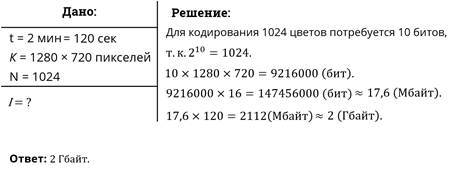 Дано:
t = 2 мин = 120 сек
K = 1280 × 720 пикселей
N = 1024
I = ?
Решение:
Для кодирования 1024 цветов потребуется 10 битов,
т. к. 2¹⁰ = 1024.
10 × 1280 × 720 = 9216000 (бит).
9216000 × 16 = 147456000 (бит) ≈ 17,6 (Мбайт).
17,6 × 120 = 2112(Мбайт) ≈ 2 (Гбайт).
Ответ: 2 Гбайт.